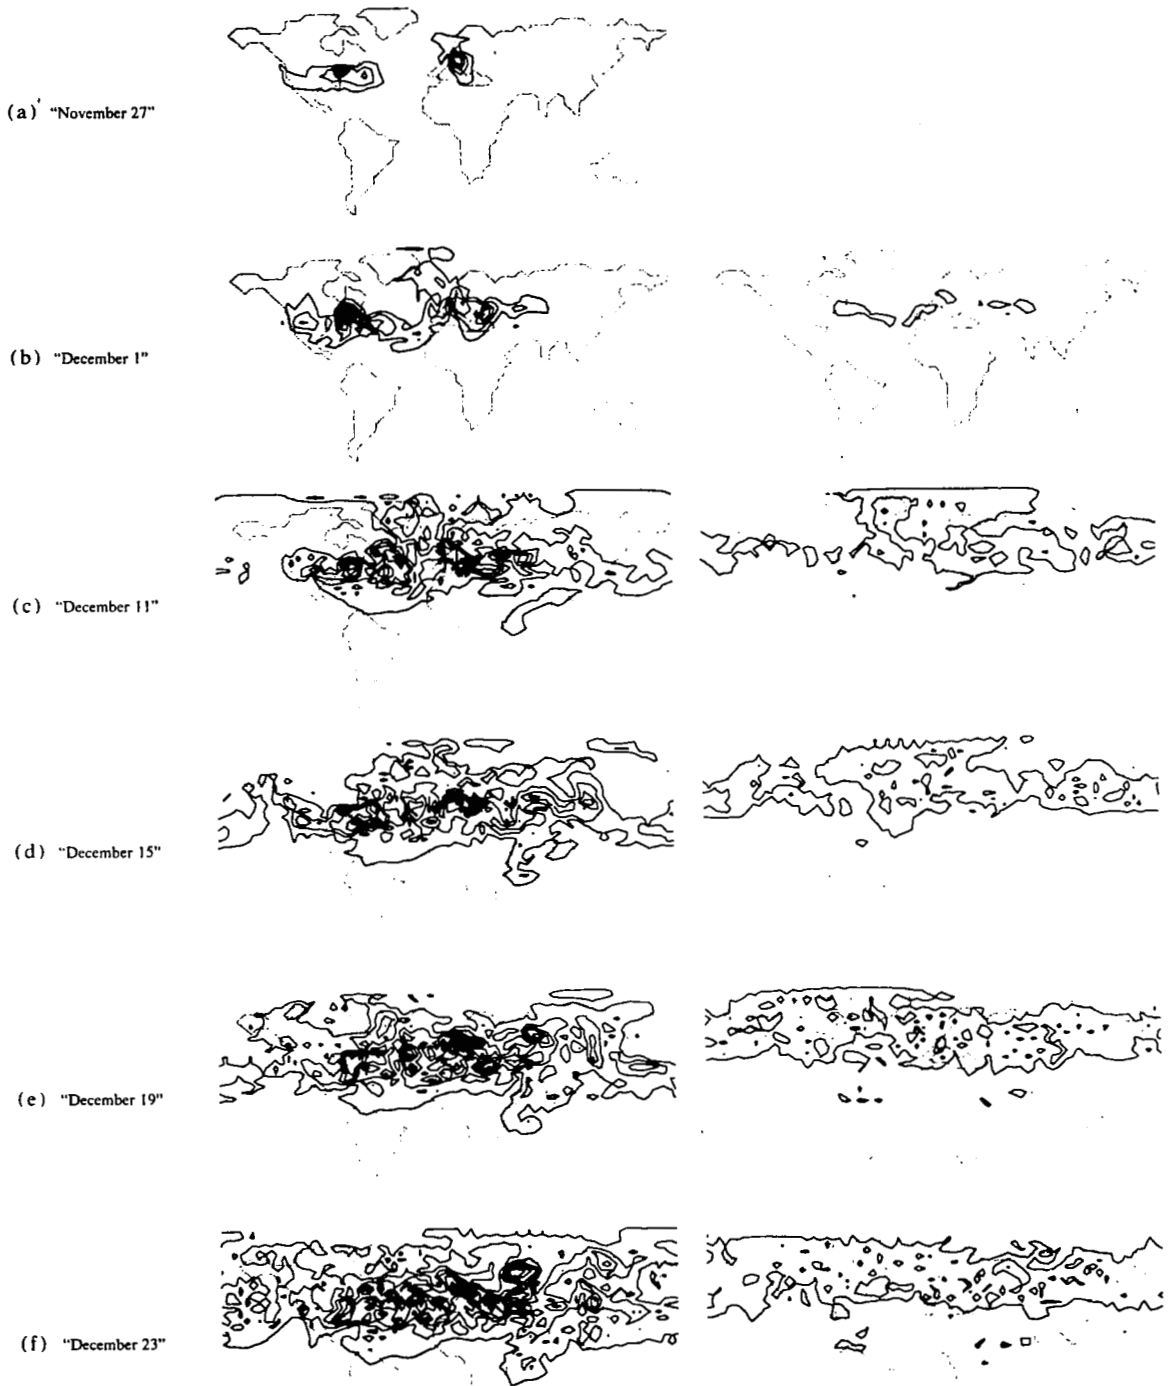 (a)' "November 27"
(b) "December 1"
(c) "December 11"
(d) "December 15"
(e) "December 19"
(f) "December 23"